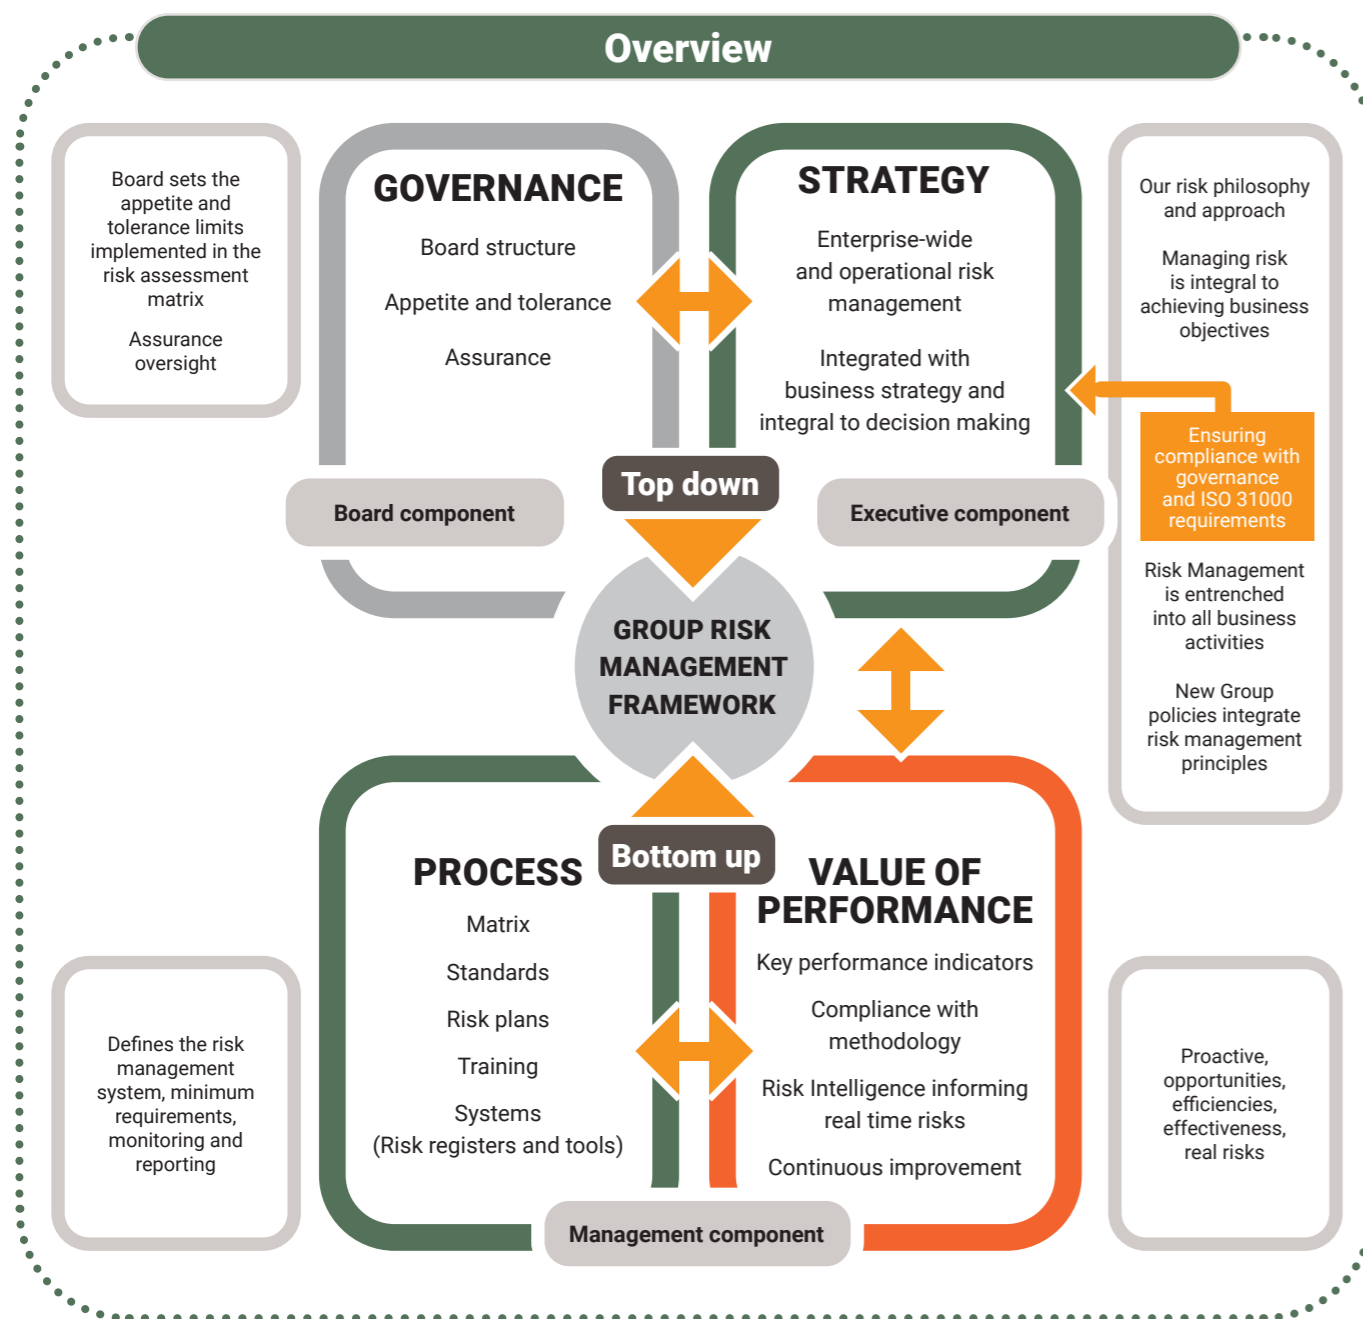 Overview
Board sets the
appetite and
tolerance limits
implemented in the
risk assessment
matrix
Assurance
oversight
GOVERNANCE
Board structure
Appetite and tolerance
Assurance
Board component
STRATEGY
Enterprise-wide
and operational risk
management
Integrated with
business strategy and
integral to decision making
Executive component
Our risk philosophy
and approach
Managing risk
is integral to
achieving business
objectives
Ensuring
compliance with
governance
and ISO 31000
requirements
Risk Management
is entrenched
into all business
activities
New Group
policies integrate
risk management
principles
Top down
GROUP RISK
MANAGEMENT
FRAMEWORK
Bottom up
Defines the risk
management
system, minimum
requirements,
monitoring and
reporting
PROCESS
Matrix
Standards
Risk plans
Training
Systems
(Risk registers and tools)
VALUE OF
PERFORMANCE
Key performance indicators
Compliance with
methodology
Risk Intelligence informing
real time risks
Continuous improvement
Management component
Proactive,
opportunities,
efficiencies,
effectiveness,
real risks